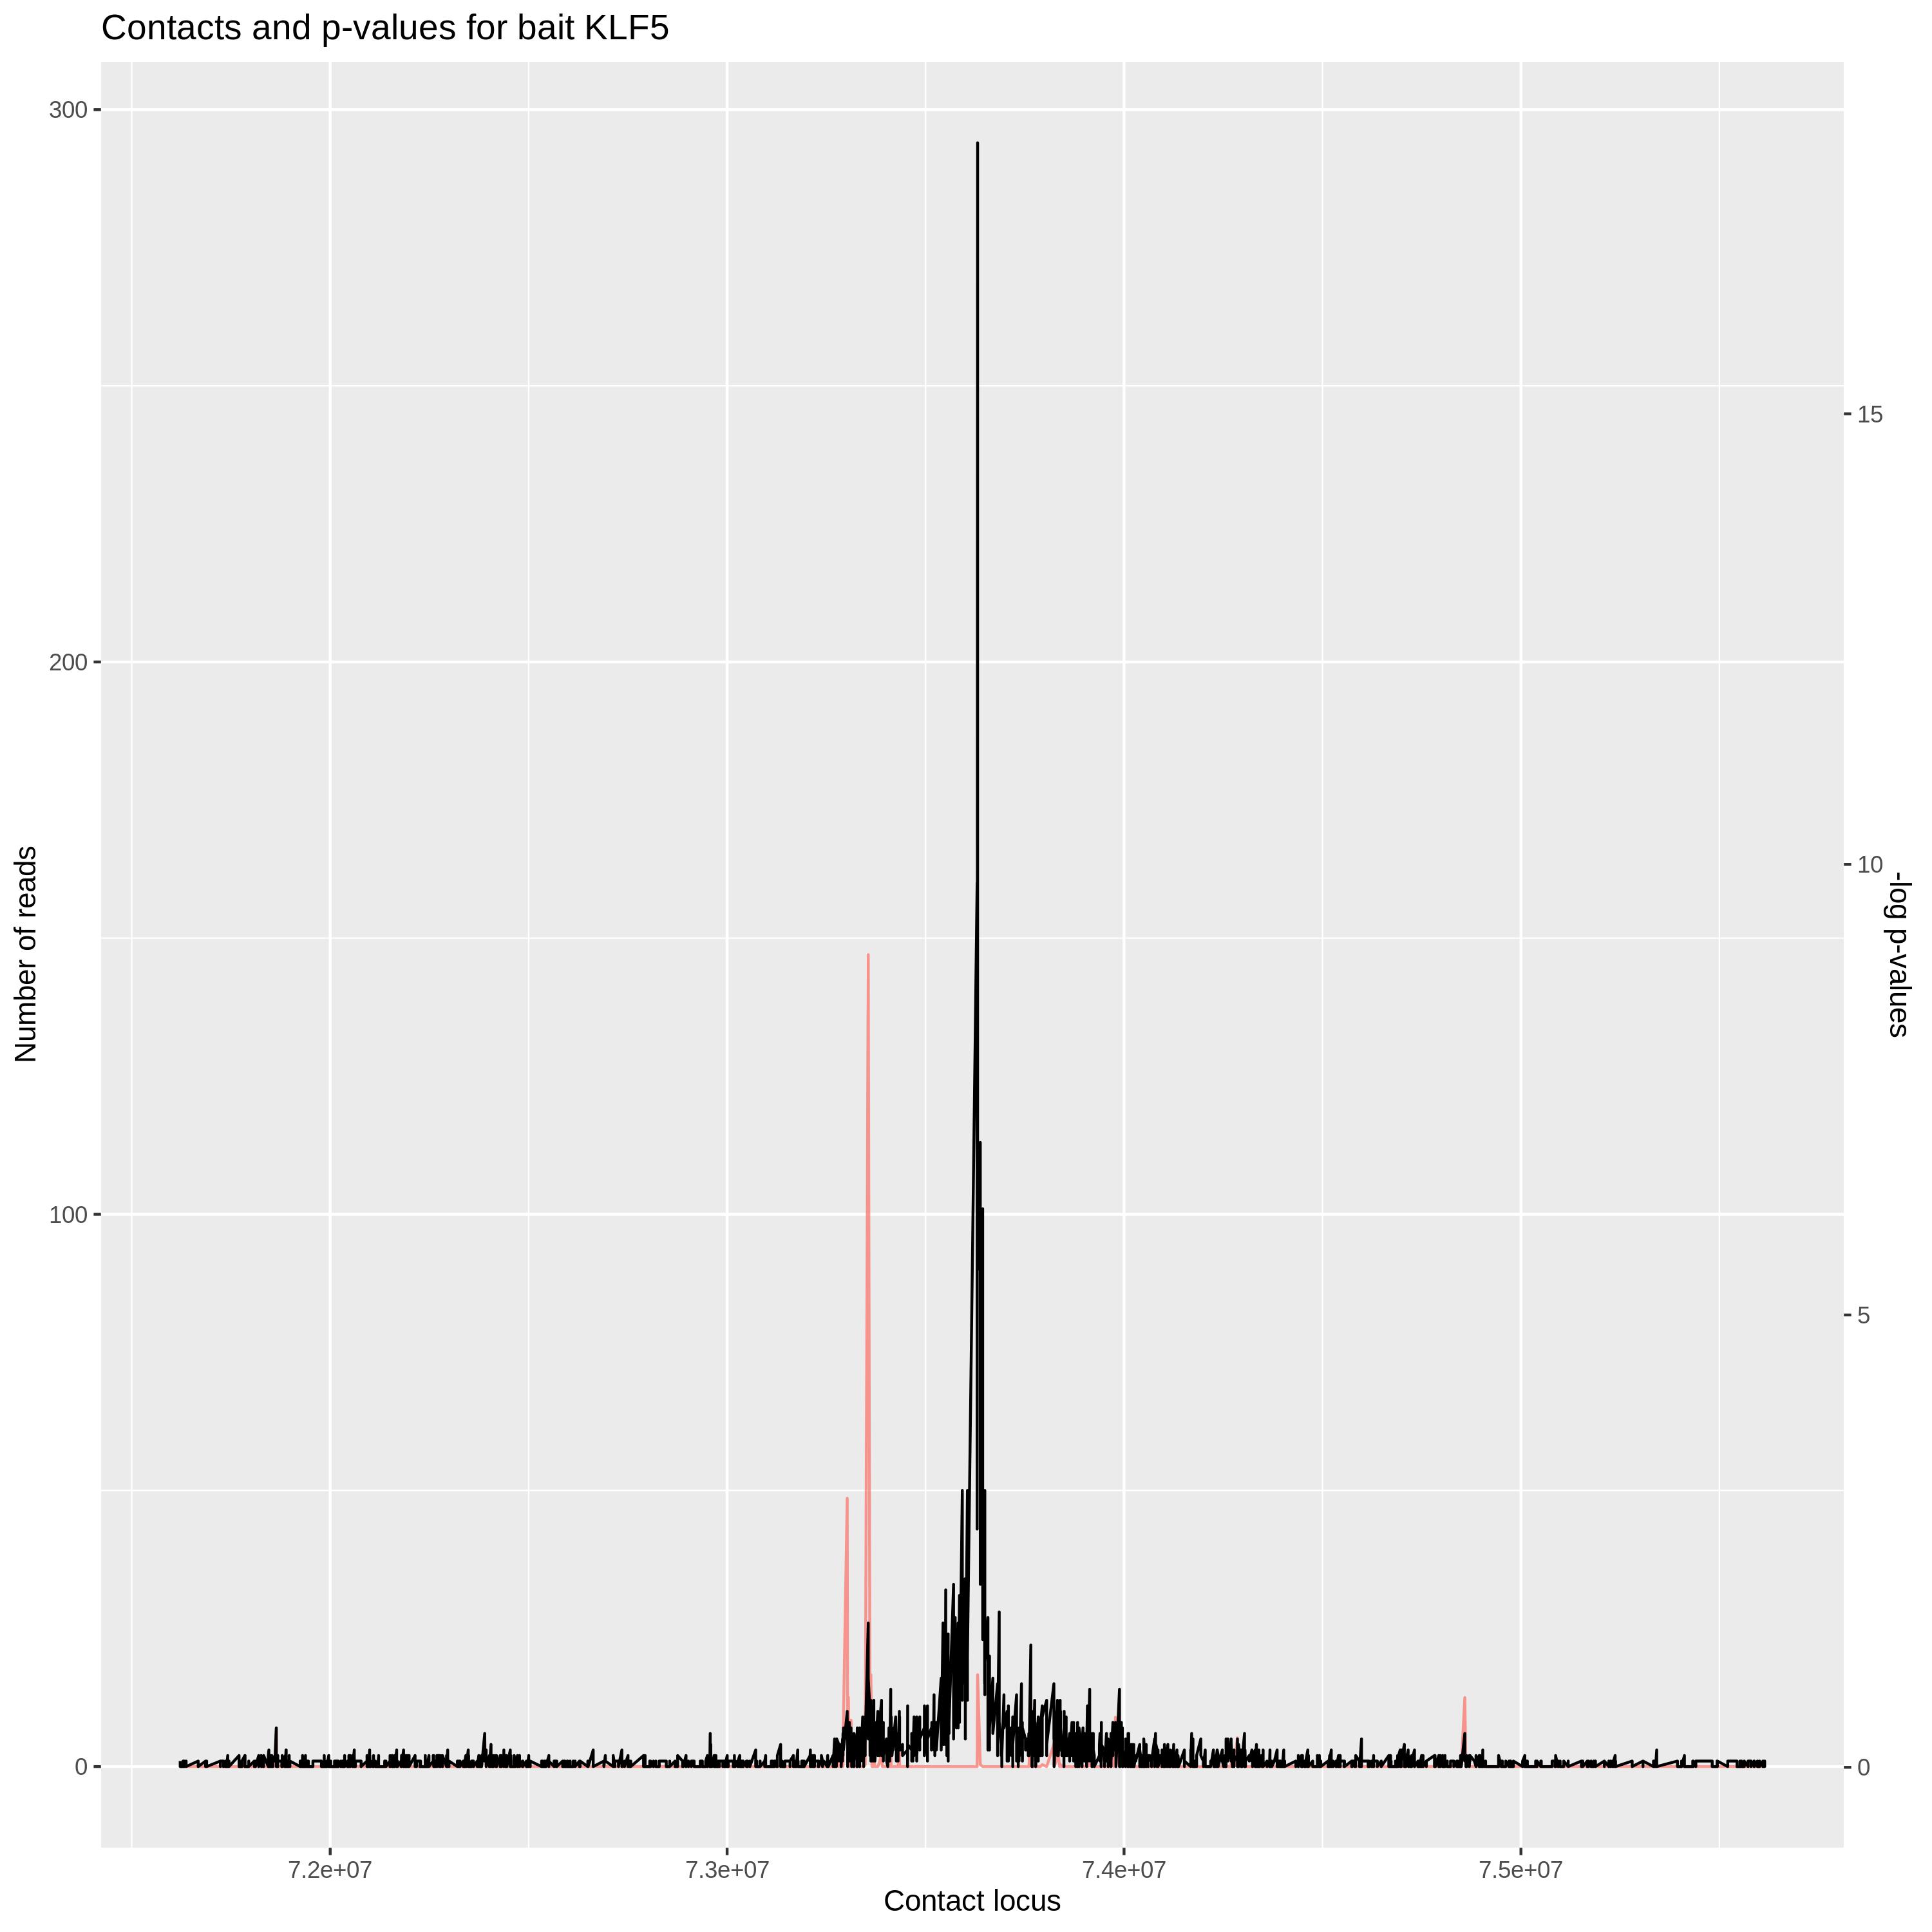 Contacts and p-values for bait KLF5
300
200
100
0
Number of reads
15
10
5
0
-log p-values
7.2e+07
7.3e+07
7.4e+07
7.5e+07
Contact locus